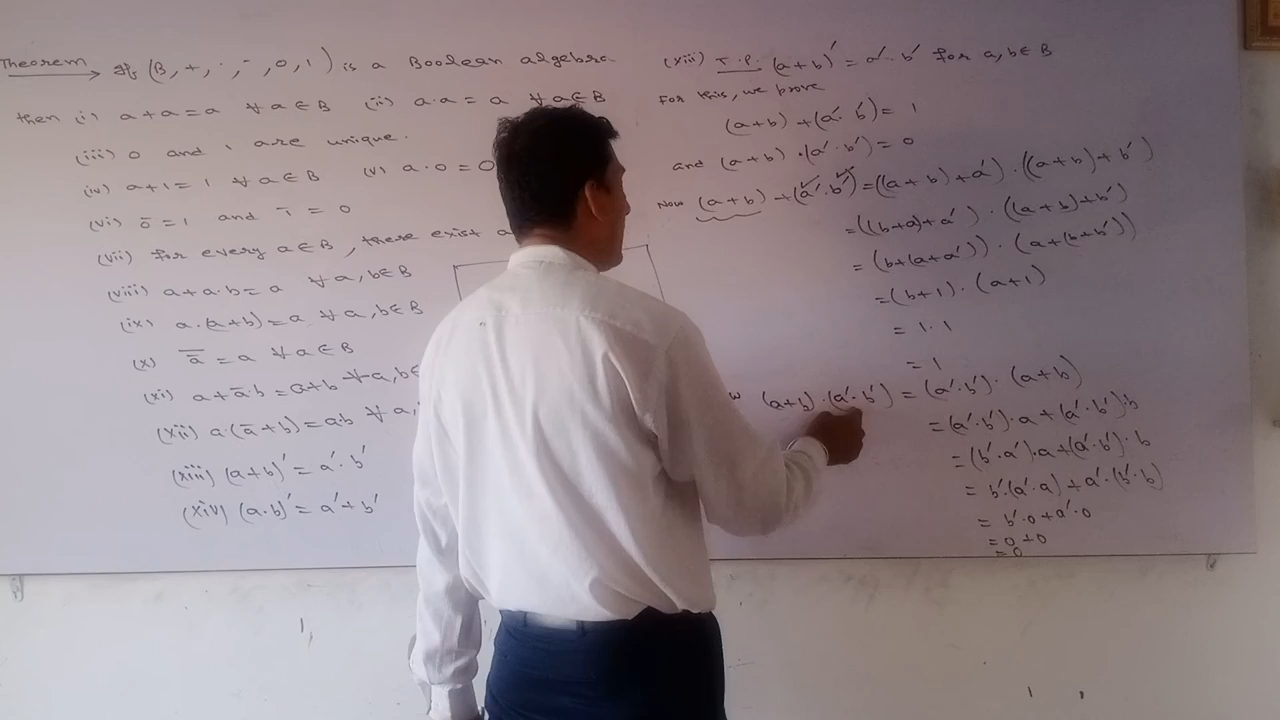 Theorem If (B, +, ·, -, 0, 1) is a Boolean algebra
then (i) a+a=a ∀ a∈B (ii) a·a=a ∀ a∈B
(iii) 0 and 1 are unique.
(iv) a+1=1 ∀ a∈B (v) a·0=0
(vi) 0̅=1 and 1̅=0
(vii) for every a∈B, there exist a
(viii) a+a·b=a ∀ a,b∈B
(ix) a·(a+b)=a ∀ a,b∈B
(x) a̿=a ∀ a∈B
(xi) a+a̅·b=a+b ∀ a,b∈
(xii) a·(a̅+b)=a·b ∀ a,
(xiii) (a+b)'=a'·b'
(xiv) (a·b)'=a'+b'
(xiii) T.P. (a+b)'=a'·b' for a,b∈B
For this, we prove
(a+b)+(a'·b')=1
and (a+b)·(a'·b')=0
Now (a+b)+(a'·b')=((a+b)+a')·((a+b)+b')
=((b+a)+a')·((a+b)+b')
=(b+(a+a'))·(a+(b+b'))
=(b+1)·(a+1)
=1·1
=1
w (a+b)·(a'·b')=(a'·b')·(a+b)
=(a'·b')·a+(a'·b')·b
=(b'·a')·a+(a'·b')·b
=b'·(a'·a)+a'·(b'·b)
=b'·0+a'·0
=0+0
=0